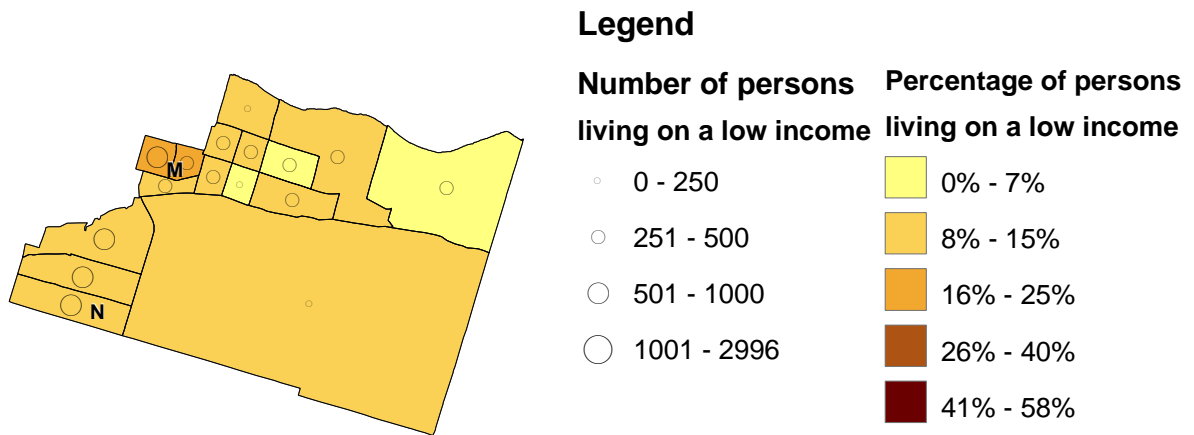 Legend
Number of persons
living on a low income
0 - 250
251 - 500
501 - 1000
1001 - 2996
Percentage of persons
living on a low income
0% - 7%
8% - 15%
16% - 25%
26% - 40%
41% - 58%
M
N